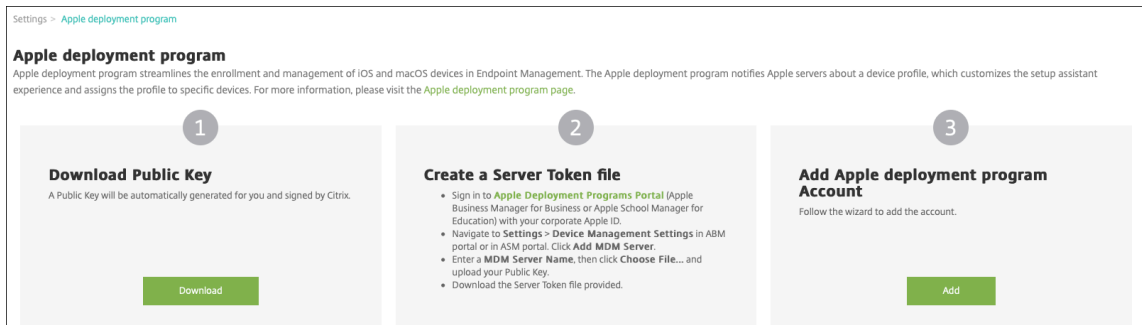 Settings > Apple deployment program
Apple deployment program
Apple deployment program streamlines the enrollment and management of iOS and macOS devices in Endpoint Management. The Apple deployment program notifies Apple servers about a device profile, which customizes the setup assistant
experience and assigns the profile to specific devices. For more information, please visit the Apple deployment program page.
1
Download Public Key
A Public Key will be automatically generated for you and signed by Citrix.
Download
2
Create a Server Token file
• Sign in to Apple Deployment Programs Portal (Apple
Business Manager for Business or Apple School Manager for
Education) with your corporate Apple ID.
• Navigate to Settings > Device Management Settings in ABM
portal or in ASM portal. Click Add MDM Server.
• Enter a MDM Server Name, then click Choose File... and
upload your Public Key.
• Download the Server Token file provided.
3
Add Apple deployment program
Account
Follow the wizard to add the account.
Add